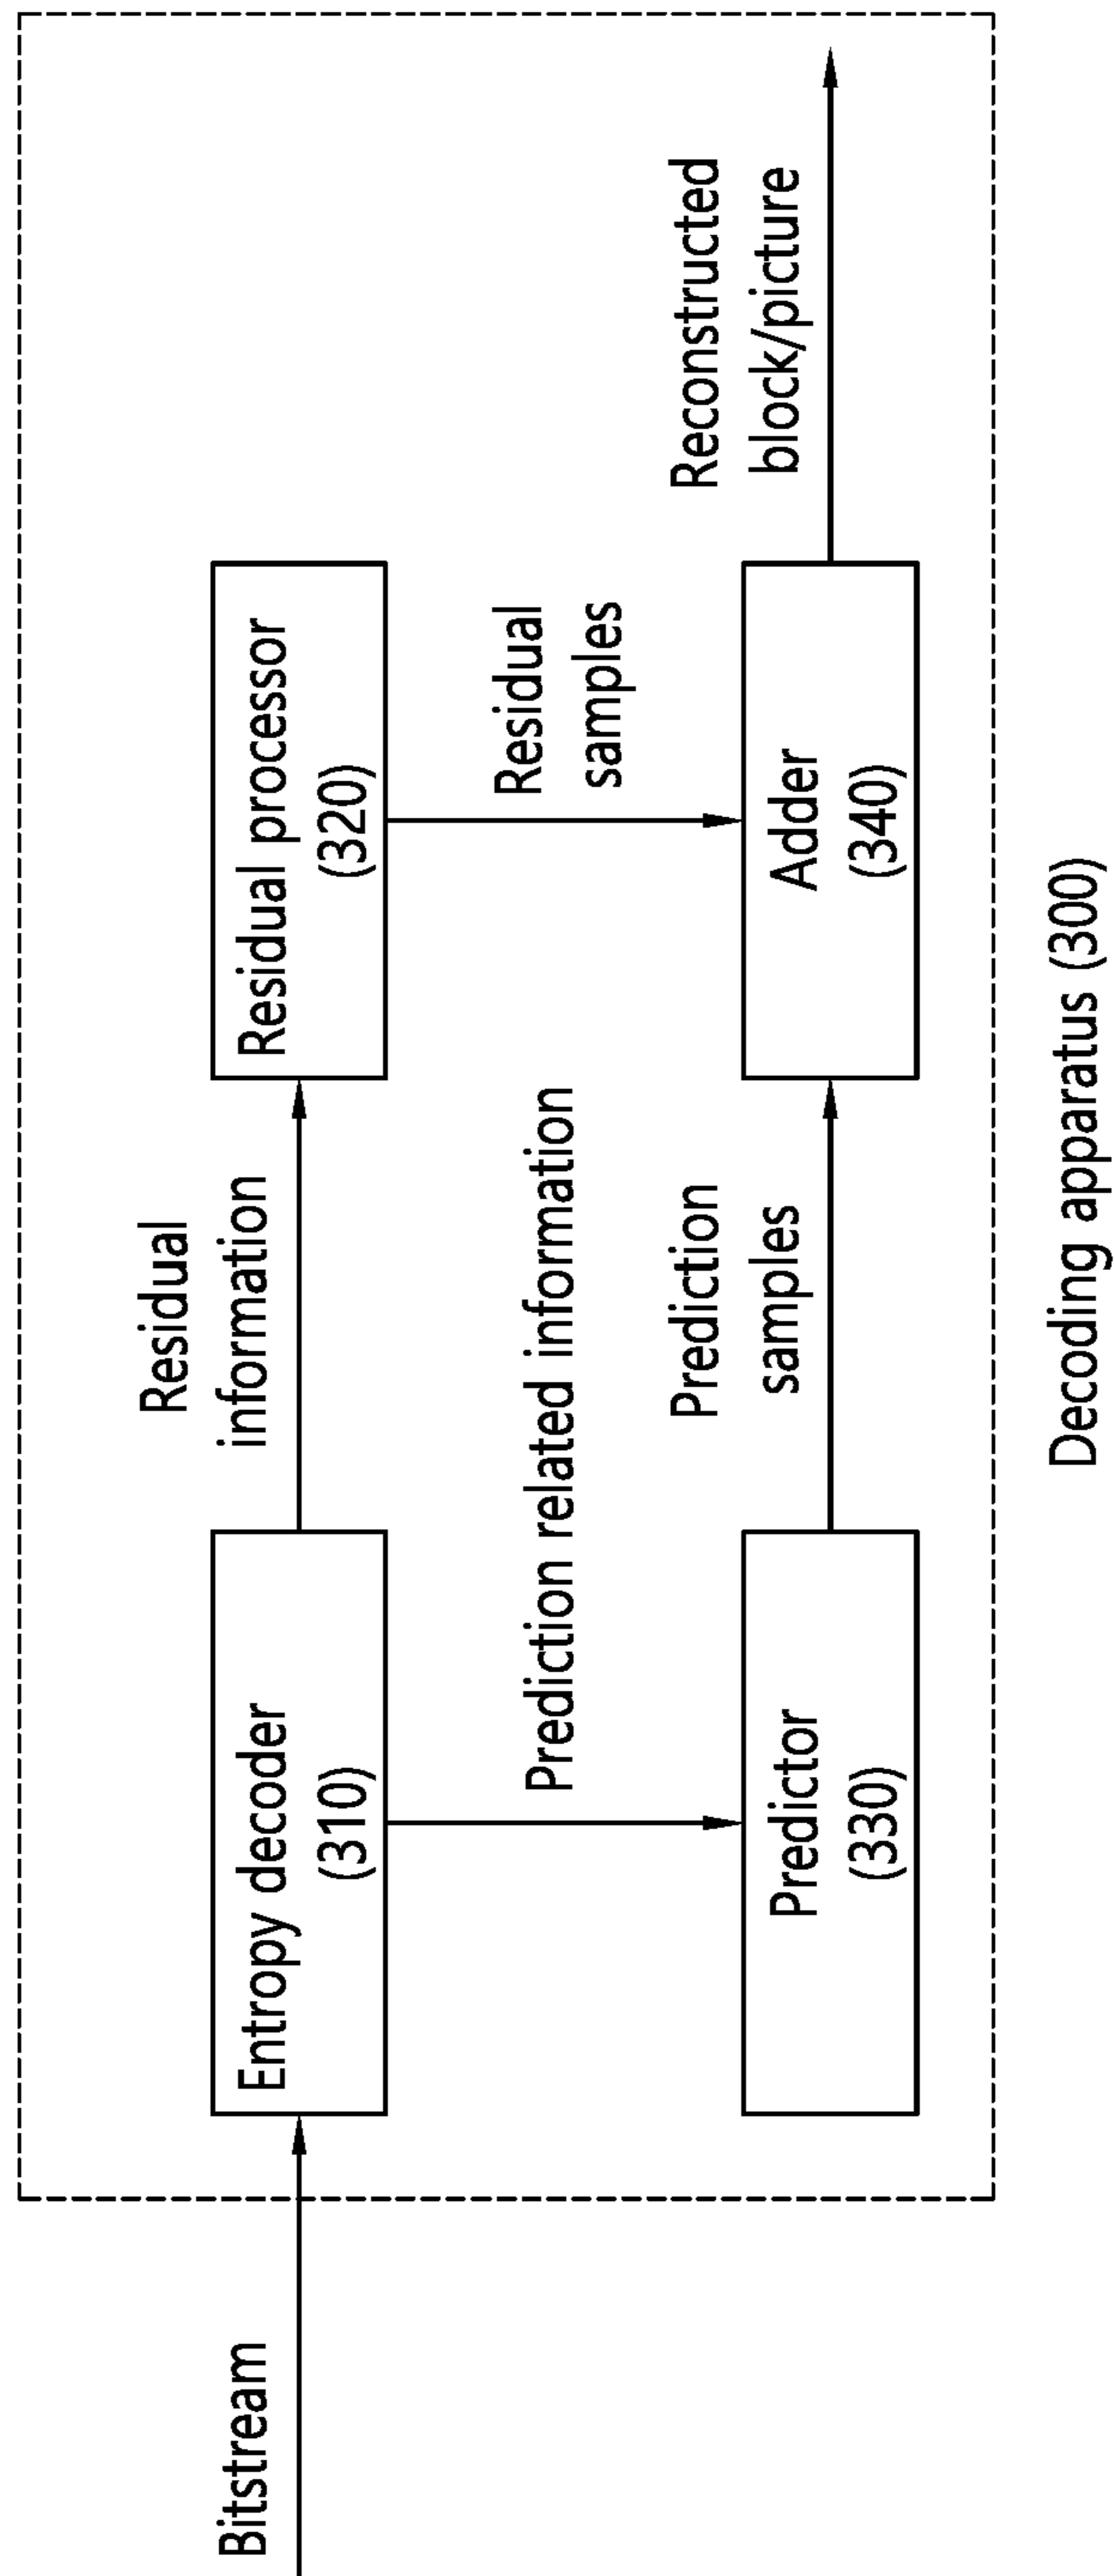 Bitstream
Entropy decoder
(310)
Residual
information
Residual processor
(320)
Prediction related information
Residual
samples
Predictor
(330)
Prediction
samples
Adder
(340)
Reconstructed
block/picture
Decoding apparatus (300)